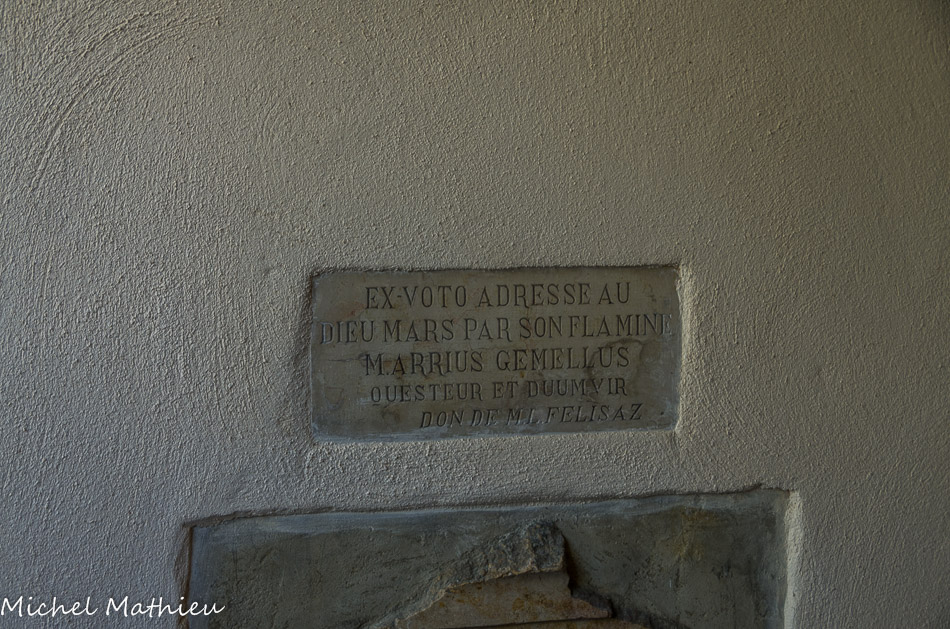 EX-VOTO ADRESSE AU
DIEU MARS PAR SON FLAMINE
M.ARRIUS GEMELLUS
QUESTEUR ET DUUMVIR
DON DE M.L.FELISAZ
Michel Mathieu